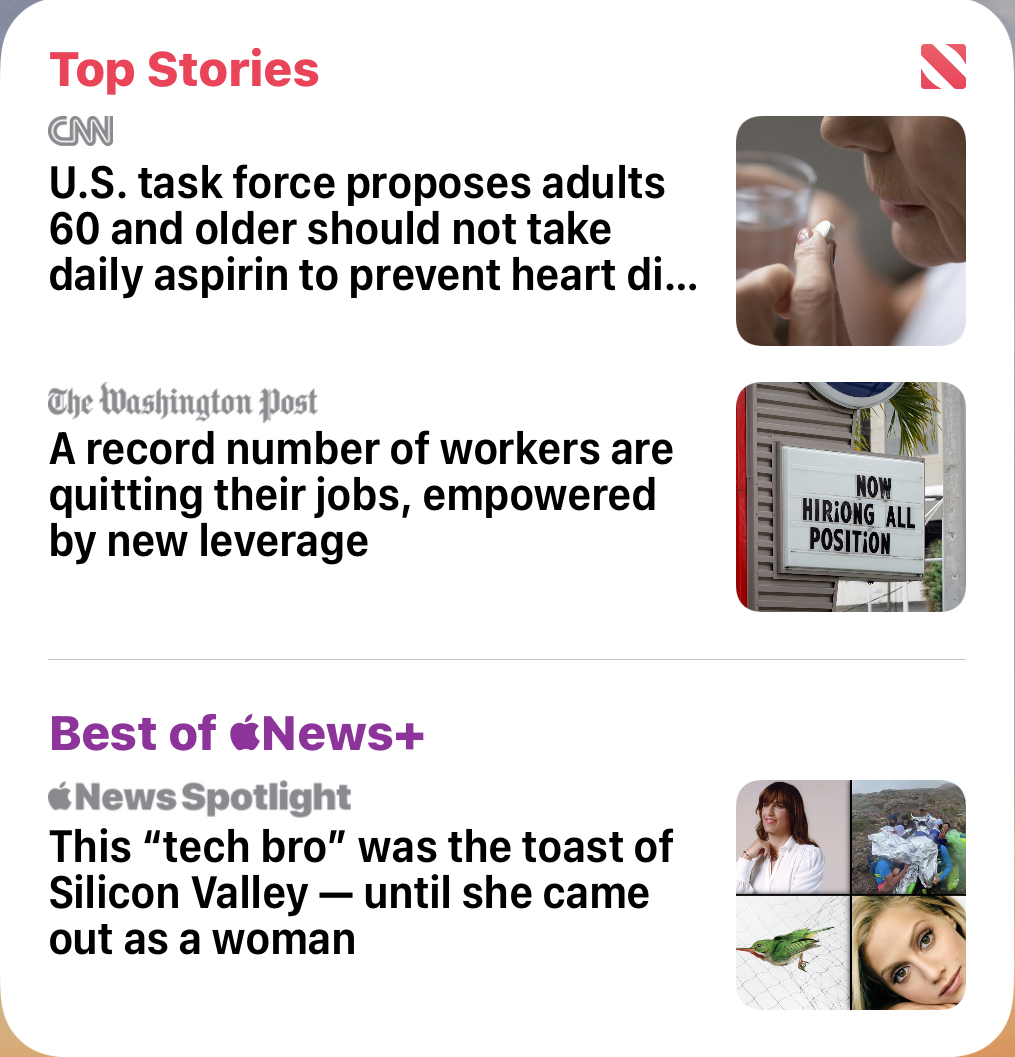 Top Stories
CNN
U.S. task force proposes adults
60 and older should not take
daily aspirin to prevent heart di...
The Washington Post
A record number of workers are
quitting their jobs, empowered
by new leverage
NOW
HIRiONG ALL
POSITiON
Best of News+
News Spotlight
This “tech bro” was the toast of
Silicon Valley — until she came
out as a woman